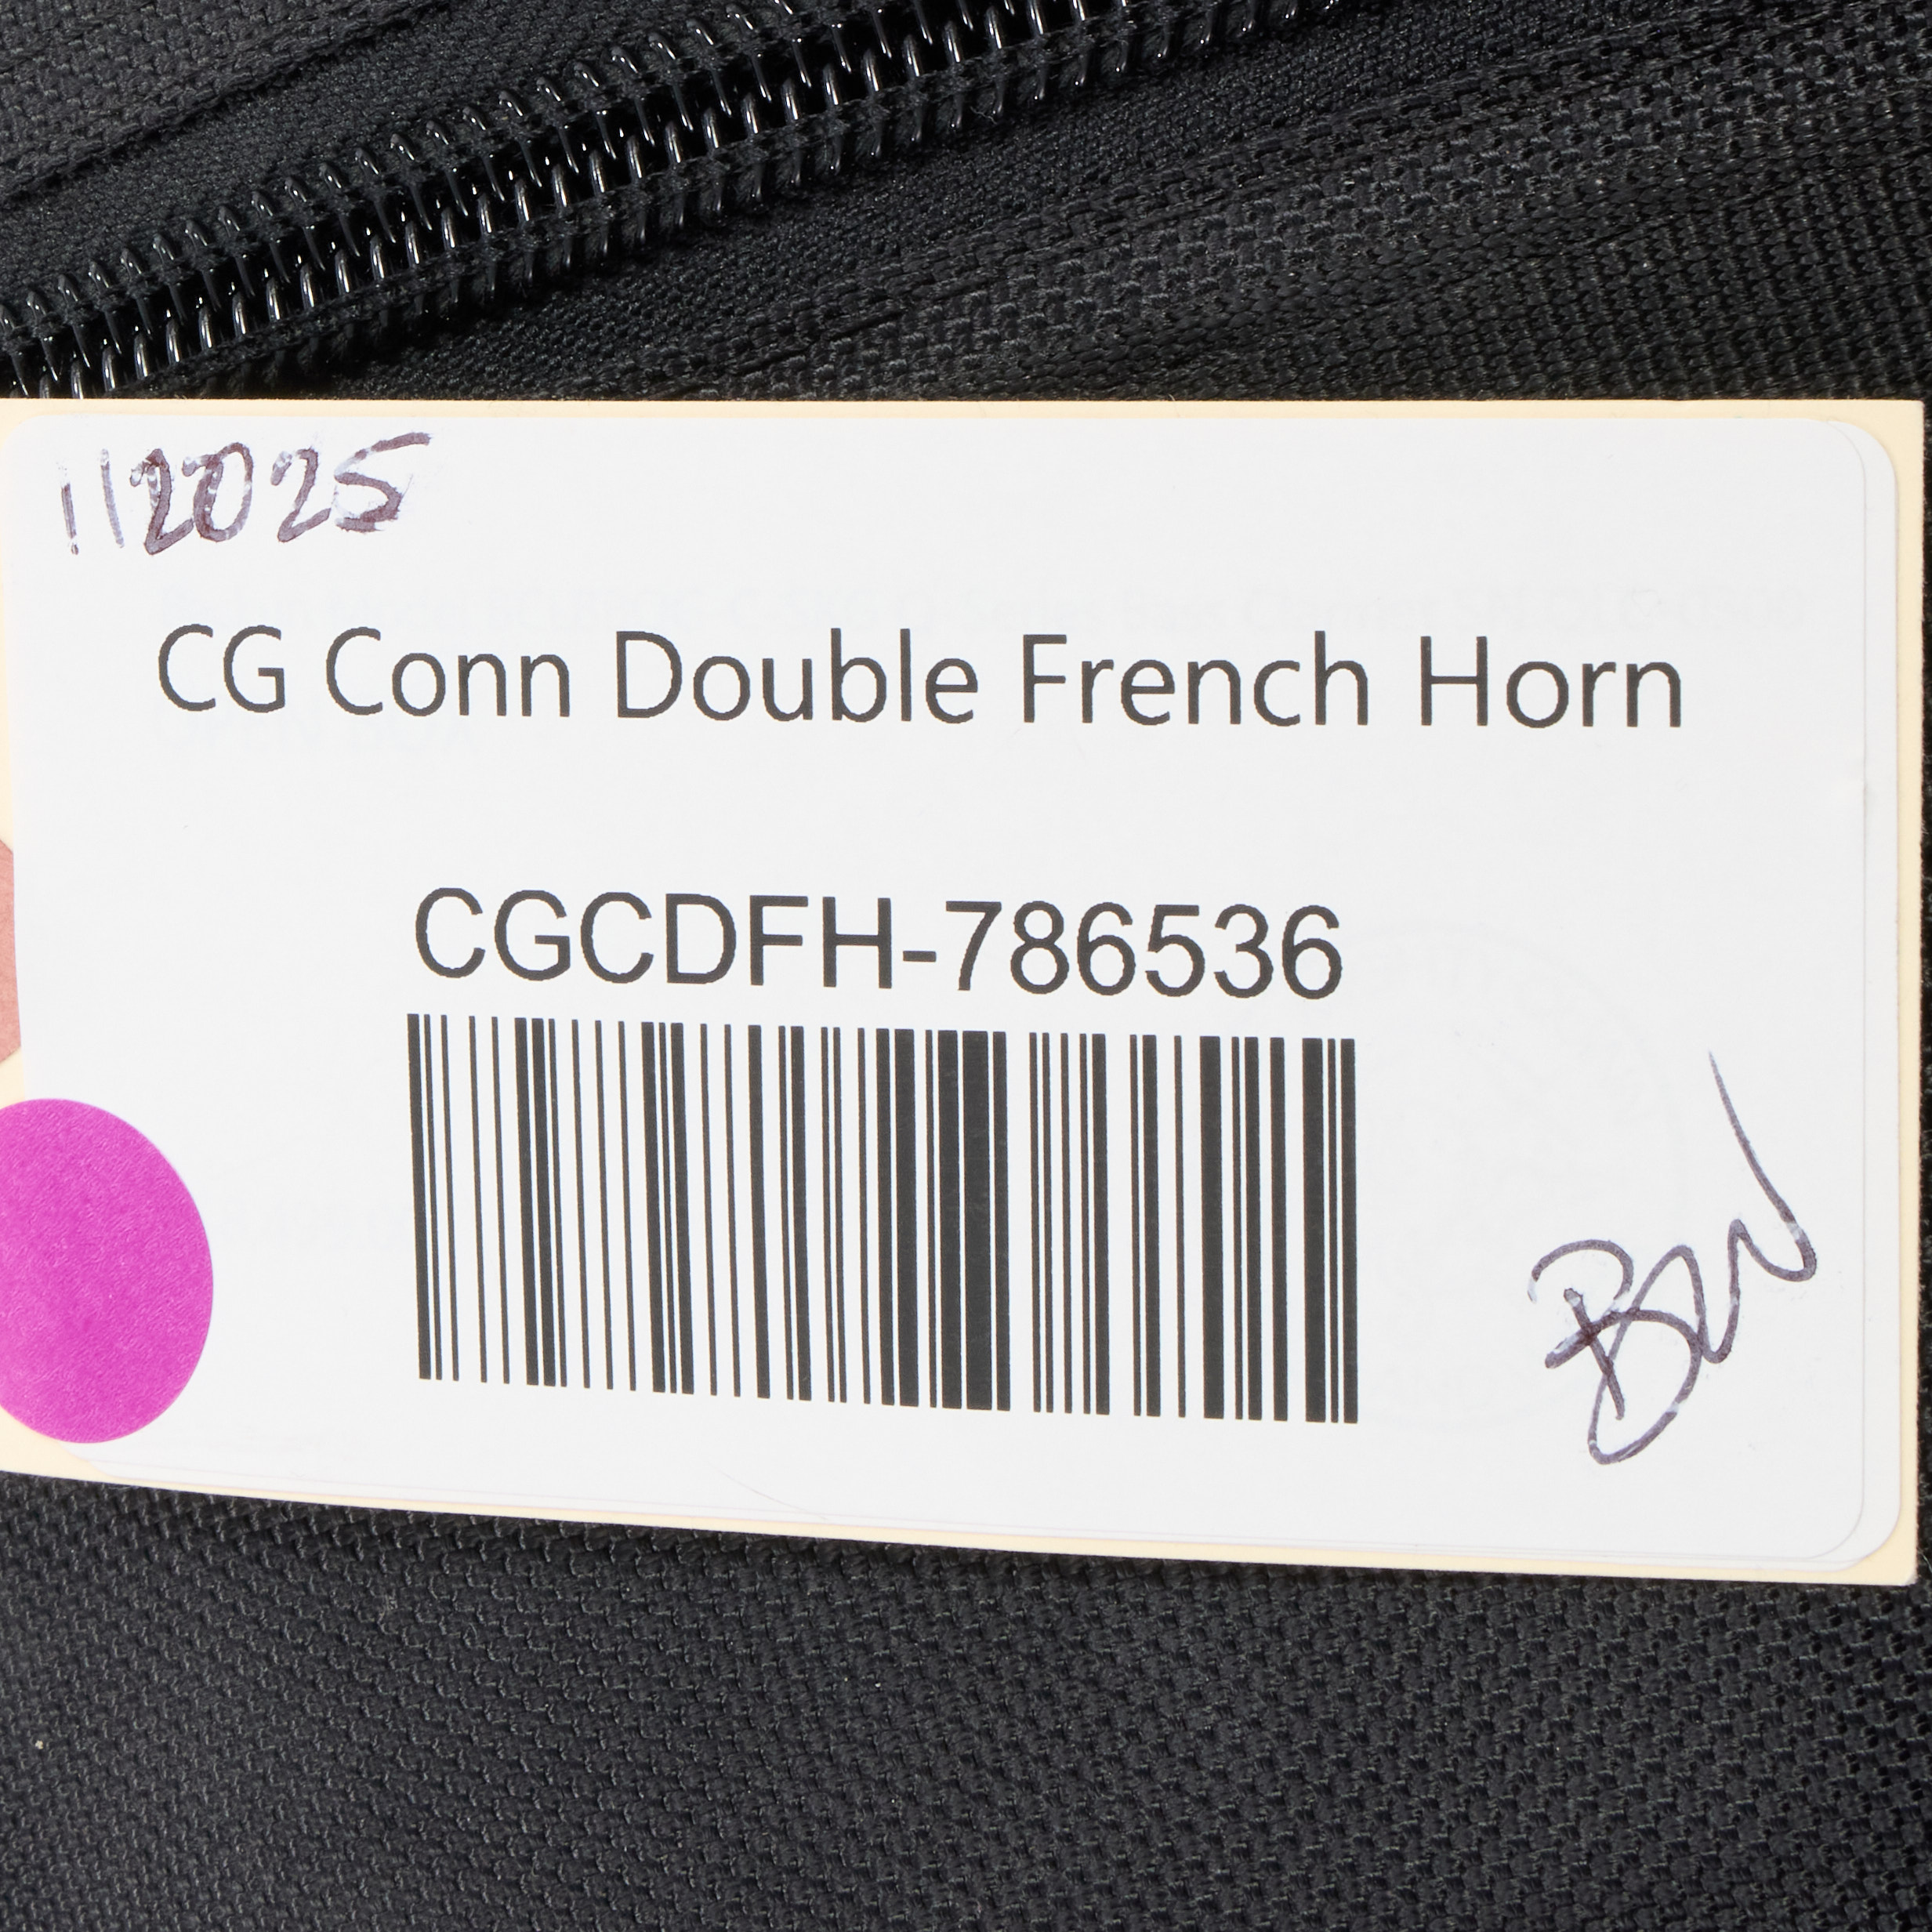 112025
CG Conn Double French Horn
CGCDFH-786536
BW